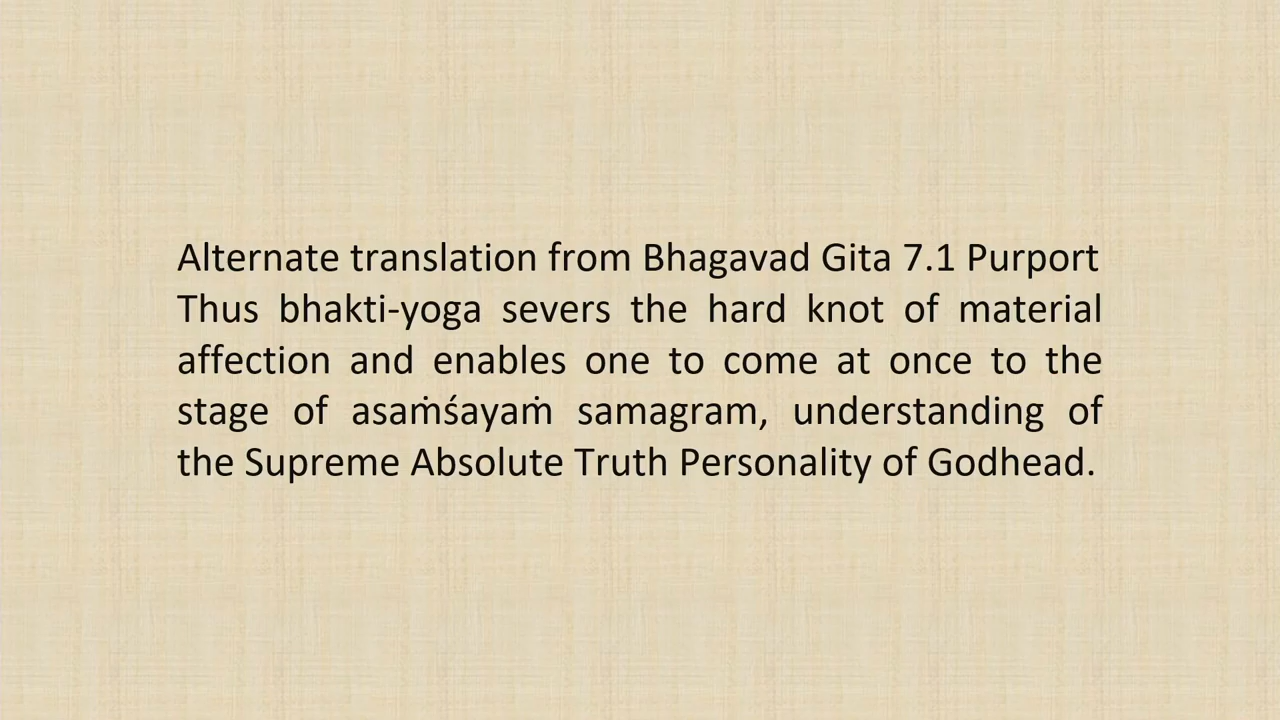 Alternate translation from Bhagavad Gita 7.1 Purport
Thus bhakti-yoga severs the hard knot of material
affection and enables one to come at once to the
stage of asaṁśayaṁ samagram, understanding of
the Supreme Absolute Truth Personality of Godhead.